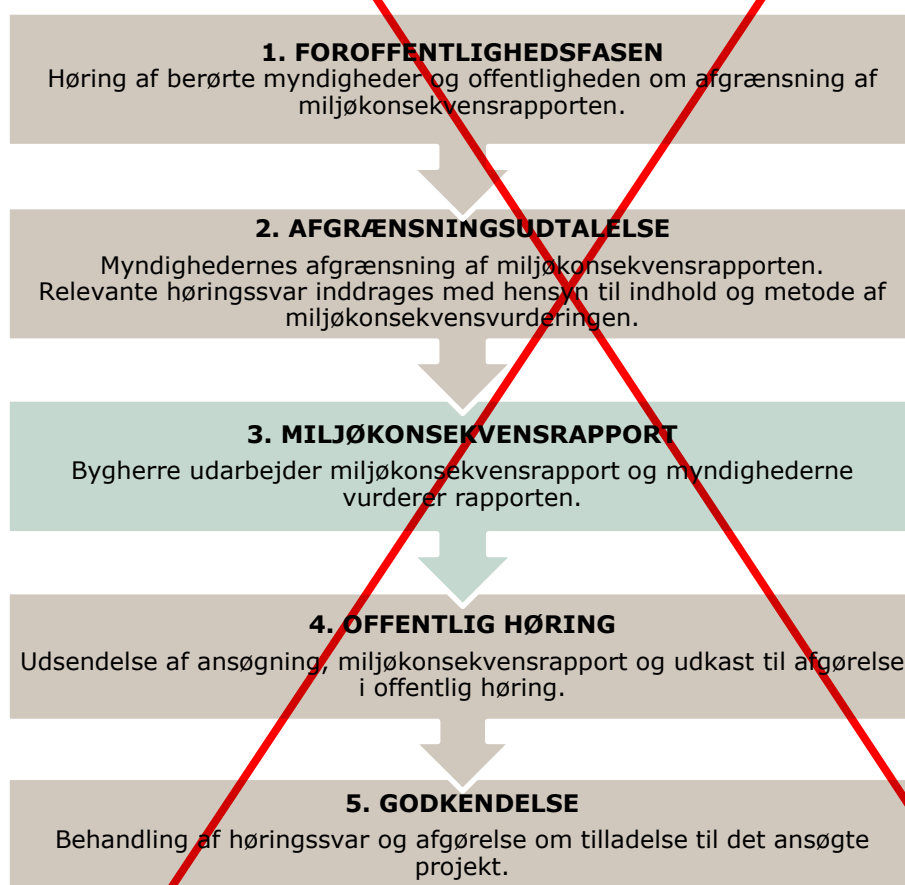 1. FOROFFENTLIGHEDSFASEN
Høring af berørte myndigheder og offentligheden om afgrænsning af
miljøkonsekvensrapporten.
2. AFGRÆNSNINGSUDTALELSE
Myndighedernes afgrænsning af miljøkonsekvensrapporten.
Relevante høringssvar inddrages med hensyn til indhold og metode af
miljøkonsekvensvurderingen.
3. MILJØKONSEKVENSRAPPORT
Bygherre udarbejder miljøkonsekvensrapport og myndighederne
vurderer rapporten.
4. OFFENTLIG HØRING
Udsendelse af ansøgning, miljøkonsekvensrapport og udkast til afgørelse
i offentlig høring.
5. GODKENDELSE
Behandling af høringssvar og afgørelse om tilladelse til det ansøgte
projekt.